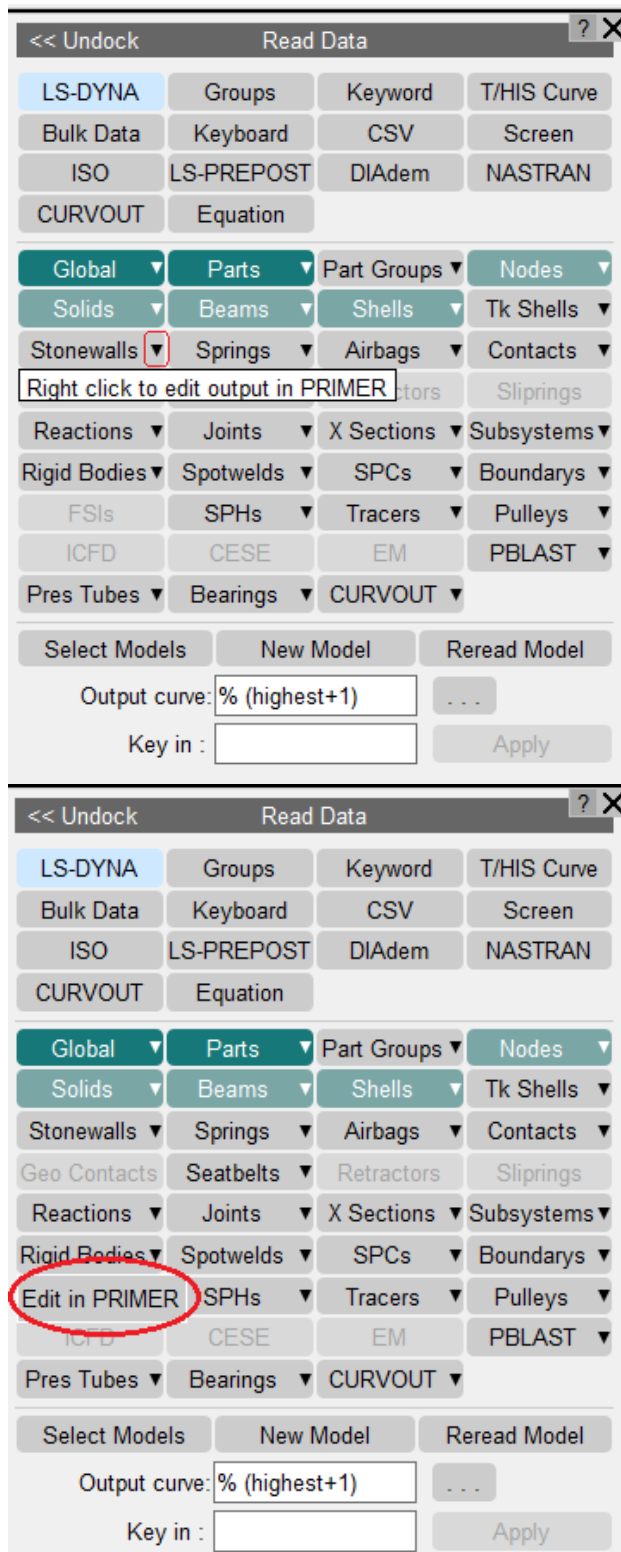 << Undock Read Data ? X
LS-DYNA Groups Keyword T/HIS Curve
Bulk Data Keyboard CSV Screen
ISO LS-PREPOST DIAdem NASTRAN
CURVOUT Equation
Global ▼ Parts ▼ Part Groups ▼ Nodes ▼
Solids ▼ Beams ▼ Shells ▼ Tk Shells ▼
Stonewalls ▼ Springs ▼ Airbags ▼ Contacts ▼
Right click to edit output in PRIMER ctors Sliprings
Reactions ▼ Joints ▼ X Sections ▼ Subsystems ▼
Rigid Bodies ▼ Spotwelds ▼ SPCs ▼ Boundarys ▼
FSIs SPHs ▼ Tracers ▼ Pulleys ▼
ICFD CESE EM PBLAST ▼
Pres Tubes ▼ Bearings ▼ CURVOUT ▼
Select Models New Model Reread Model
Output curve: % (highest+1) . . .
Key in : Apply
<< Undock Read Data ? X
LS-DYNA Groups Keyword T/HIS Curve
Bulk Data Keyboard CSV Screen
ISO LS-PREPOST DIAdem NASTRAN
CURVOUT Equation
Global ▼ Parts ▼ Part Groups ▼ Nodes ▼
Solids ▼ Beams ▼ Shells ▼ Tk Shells ▼
Stonewalls ▼ Springs ▼ Airbags ▼ Contacts ▼
Geo Contacts Seatbelts ▼ Retractors Sliprings
Reactions ▼ Joints ▼ X Sections ▼ Subsystems ▼
Rigid Bodies ▼ Spotwelds ▼ SPCs ▼ Boundarys ▼
Edit in PRIMER SPHs ▼ Tracers ▼ Pulleys ▼
ICFD CESE EM PBLAST ▼
Pres Tubes ▼ Bearings ▼ CURVOUT ▼
Select Models New Model Reread Model
Output curve: % (highest+1) . . .
Key in : Apply